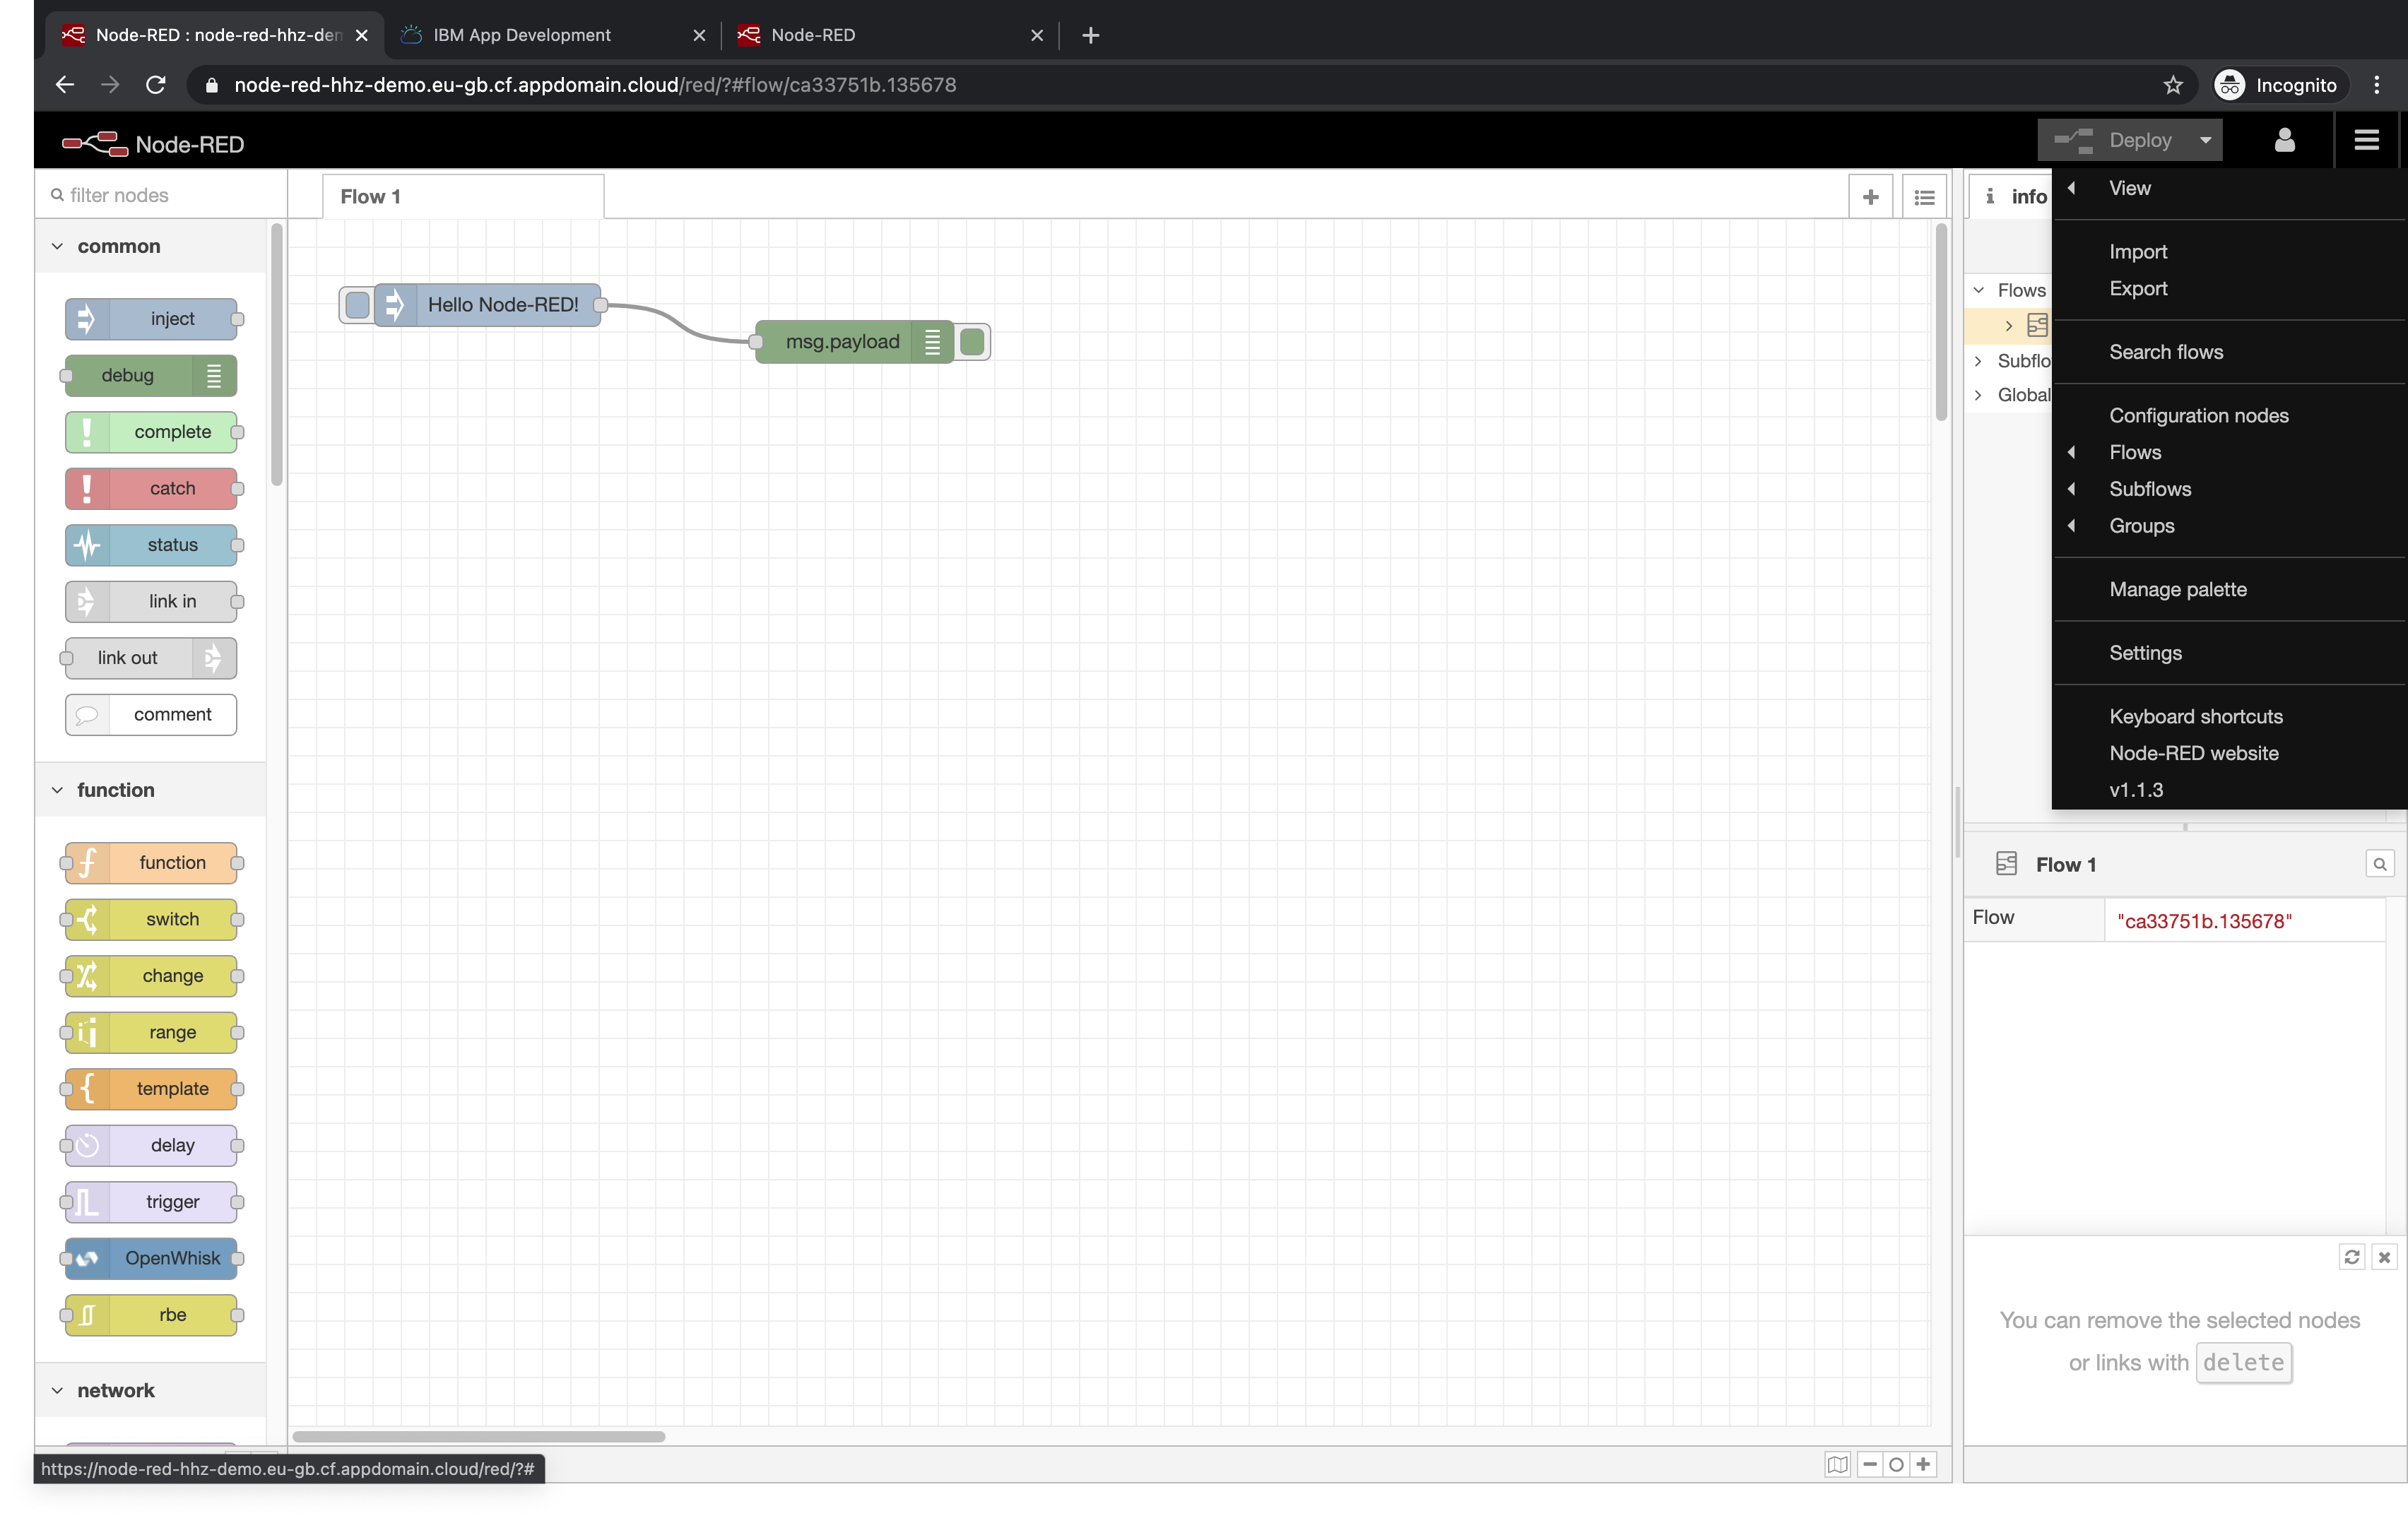 Node-RED : node-red-hhz-den
IBM App Development
Node-RED
node-red-hhz-demo.eu-gb.cf.appdomain.cloud/red/?#flow/ca33751b.135678
Incognito
Node-RED
Deploy
filter nodes
common
inject
debug
complete
catch
status
link in
link out
comment
function
function
switch
change
range
template
delay
trigger
OpenWhisk
rbe
network
https://node-red-hhz-demo.eu-gb.cf.appdomain.cloud/red/?#
Flow 1
Hello Node-RED!
msg.payload
info
Flows
Subflo
Global
View
Import
Export
Search flows
Configuration nodes
Flows
Subflows
Groups
Manage palette
Settings
Keyboard shortcuts
Node-RED website
v1.1.3
Flow 1
Flow "ca33751b.135678"
You can remove the selected nodes
or links with delete